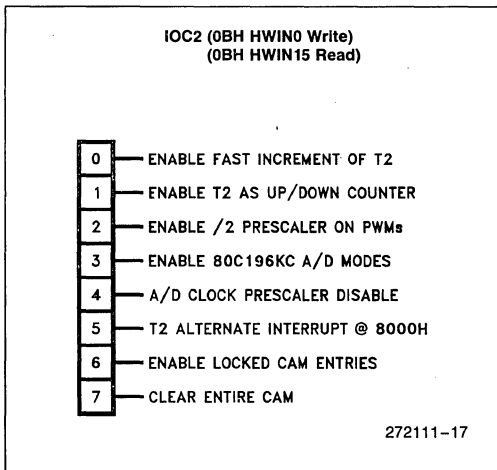 IOC2 (0BH HWIN0 Write)
(0BH HWIN15 Read)
0 ENABLE FAST INCREMENT OF T2
1 ENABLE T2 AS UP/DOWN COUNTER
2 ENABLE /2 PRESCALER ON PWMs
3 ENABLE 80C196KC A/D MODES
4 A/D CLOCK PRESCALER DISABLE
5 T2 ALTERNATE INTERRUPT @ 8000H
6 ENABLE LOCKED CAM ENTRIES
7 CLEAR ENTIRE CAM
272111-17